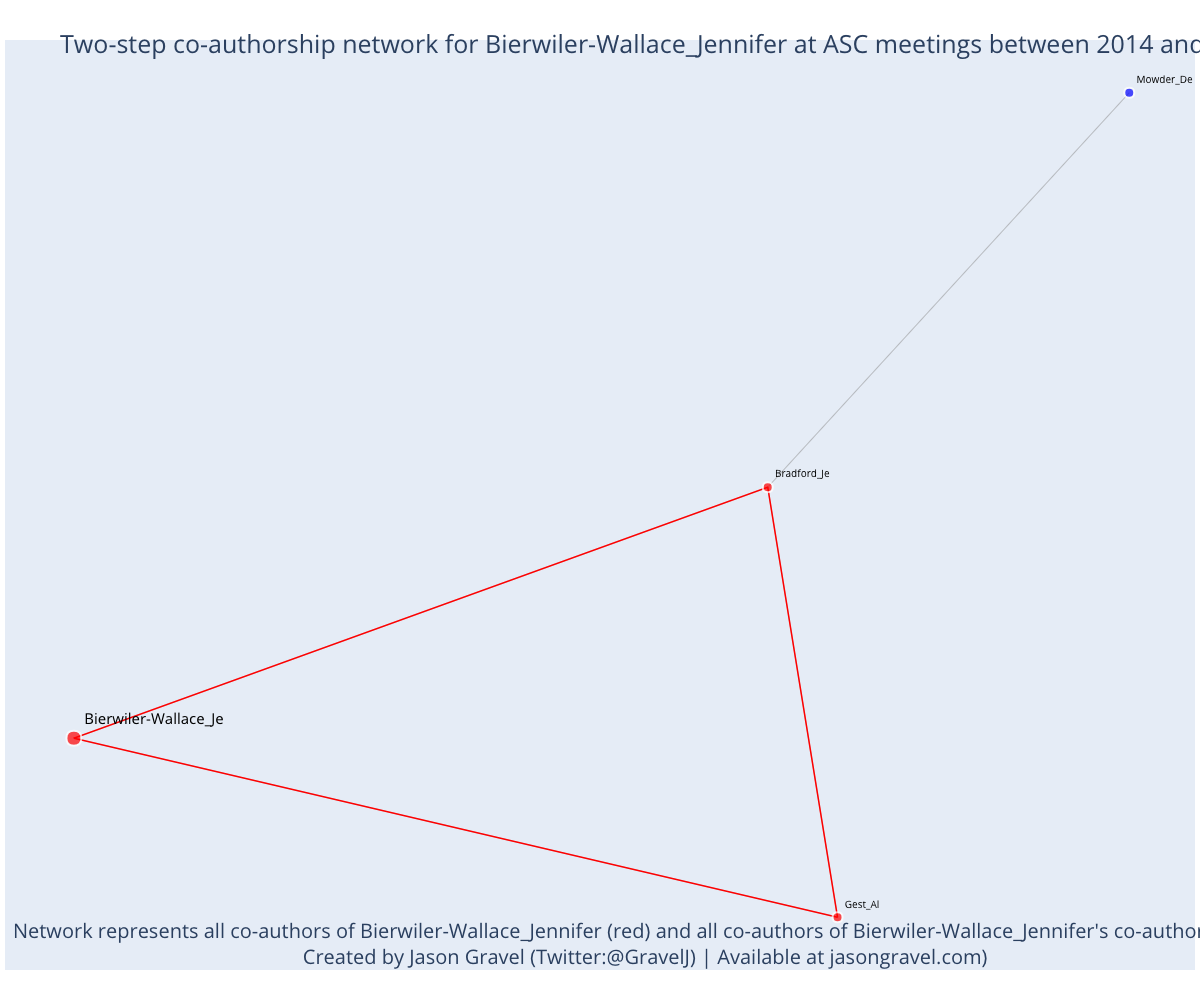 Two-step co-authorship network for Bierwiler-Wallace_Jennifer at ASC meetings between 2014 and
Mowder_De
Bradford_Je
Bierwiler-Wallace_Je
Gest_Al
Network represents all co-authors of Bierwiler-Wallace_Jennifer (red) and all co-authors of Bierwiler-Wallace_Jennifer's
Created by Jason Gravel (Twitter:@GravelJ) | Available at jasongravel.com)